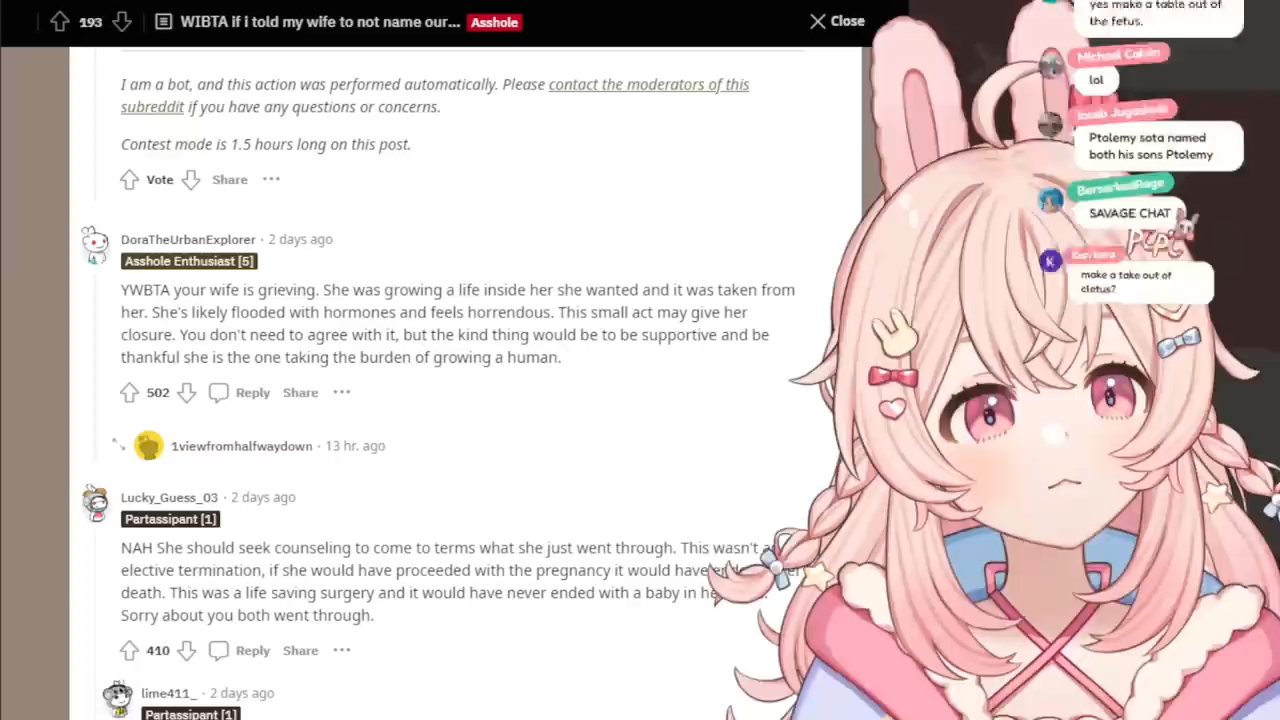 193
WIBTA if i told my wife to not name our...
Asshole
Close
I am a bot, and this action was performed automatically. Please contact the moderators of this
subreddit if you have any questions or concerns.
Contest mode is 1.5 hours long on this post.
Vote
Share
DoraTheUrbanExplorer · 2 days ago
Asshole Enthusiast [5]
YWBTA your wife is grieving. She was growing a life inside her she wanted and it was taken from
her. She's likely flooded with hormones and feels horrendous. This small act may give her
closure. You don't need to agree with it, but the kind thing would be to be supportive and be
thankful she is the one taking the burden of growing a human.
502
Reply
Share
1viewfromhalfwaydown · 13 hr. ago
Lucky_Guess_03 · 2 days ago
Partassipant [1]
NAH She should seek counseling to come to terms what she just went through. This wasn't
elective termination, if she would have proceeded with the pregnancy it would have
death. This was a life saving surgery and it would have never ended with a baby in
Sorry about you both went through.
410
Reply
Share
lime411_ · 2 days ago
Partassipant [1]
yes make a table out of
the fetus.
Michael
lol
Ptolemy sota named
both his sons Ptolemy
BerserkedRage
SAVAGE CHAT
Pipi
K
make a take out of
cletus?